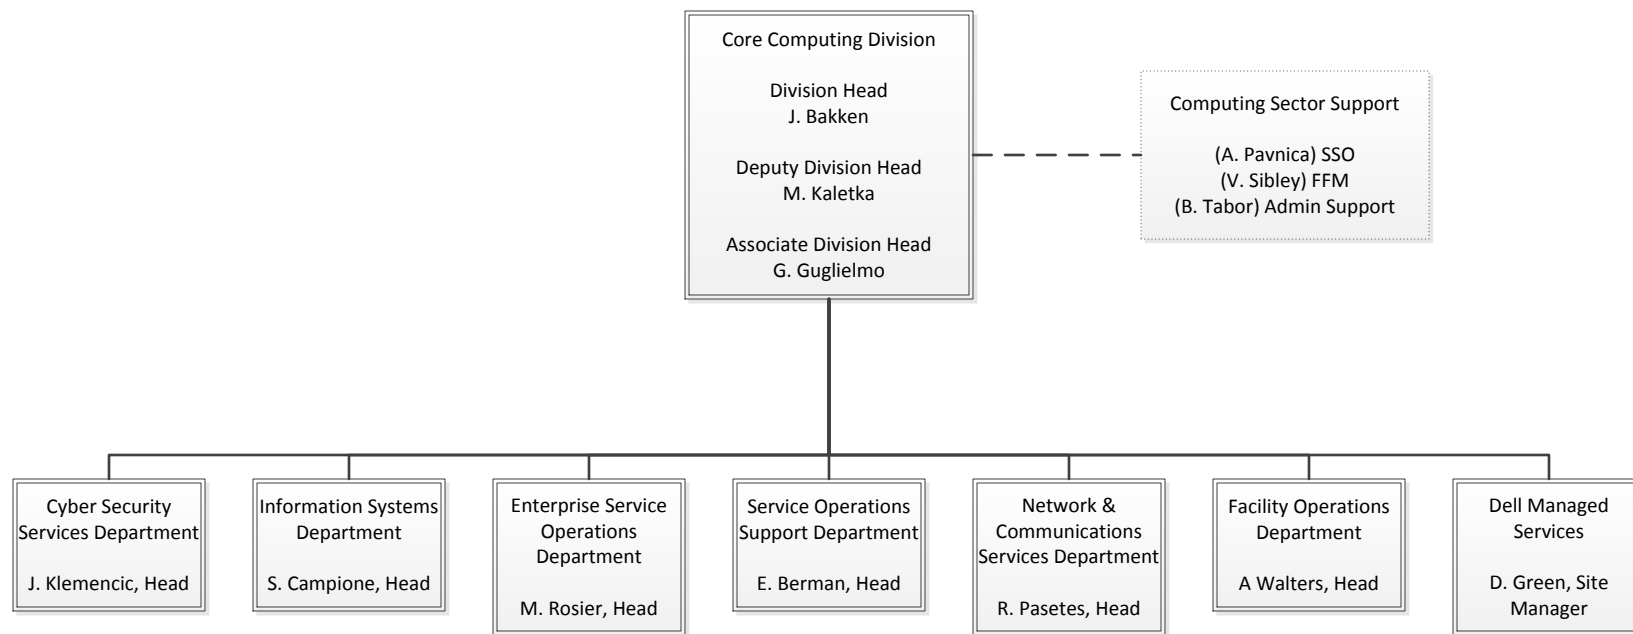 Core Computing Division
Division Head
J. Bakken
Deputy Division Head
M. Kaletka
Associate Division Head
G. Guglielmo
Computing Sector Support
(A. Pavnica) SSO
(V. Sibley) FFM
(B. Tabor) Admin Support
Cyber Security
Services Department
J. Klemencic, Head
Information Systems
Department
S. Campione, Head
Enterprise Service
Operations
Department
M. Rosier, Head
Service Operations
Support Department
E. Berman, Head
Network &
Communications
Services Department
R. Pasetes, Head
Facility Operations
Department
A Walters, Head
Dell Managed
Services
D. Green, Site
Manager